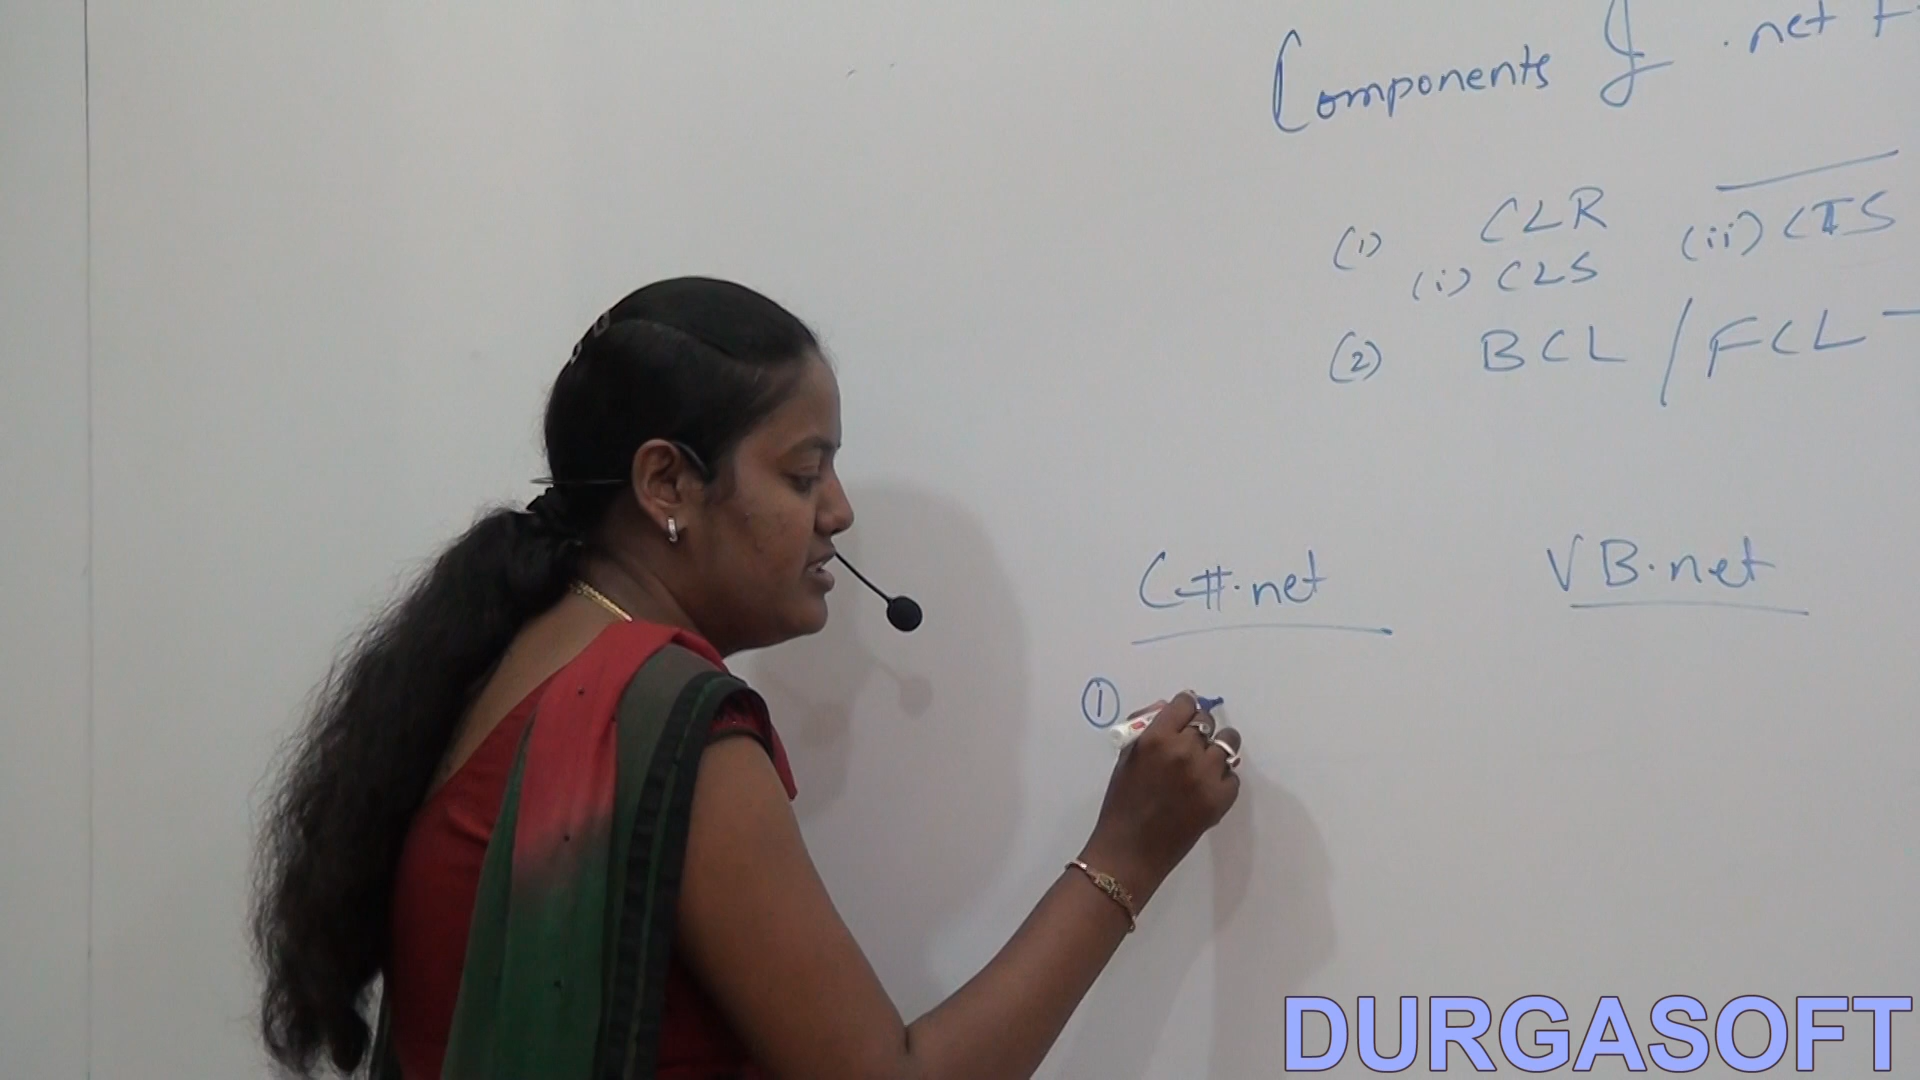 Components of .net
(1) CLR
(i) CLS (ii) CTS
(2) BCL / FCL -
C#.net VB.net
①
DURGASOFT